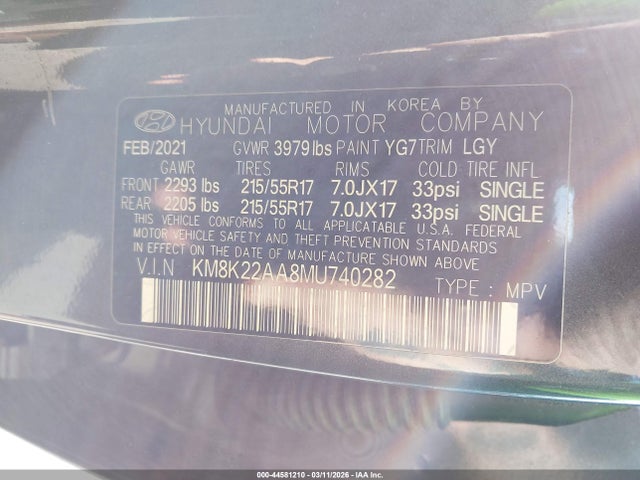 MANUFACTURED IN KOREA BY
HYUNDAI MOTOR COMPANY
FEB/2021 GVWR 3979 lbs PAINT YG7 TRIM LGY
GAWR TIRES RIMS COLD TIRE INFL
FRONT 2293 lbs 215/55R17 7.0JX17 33psi SINGLE
REAR 2205 lbs 215/55R17 7.0JX17 33psi SINGLE
THIS VEHICLE CONFORMS TO ALL APPLICABLE U.S.A. FEDERAL
MOTOR VEHICLE SAFETY AND THEFT PREVENTION STANDARDS
IN EFFECT ON THE DATE OF MANUFACTURE SHOWN ABOVE
V.I.N KM8K22AA8MU740282 TYPE : MPV
000-44581210 - 03/11/2026 - IAA Inc.